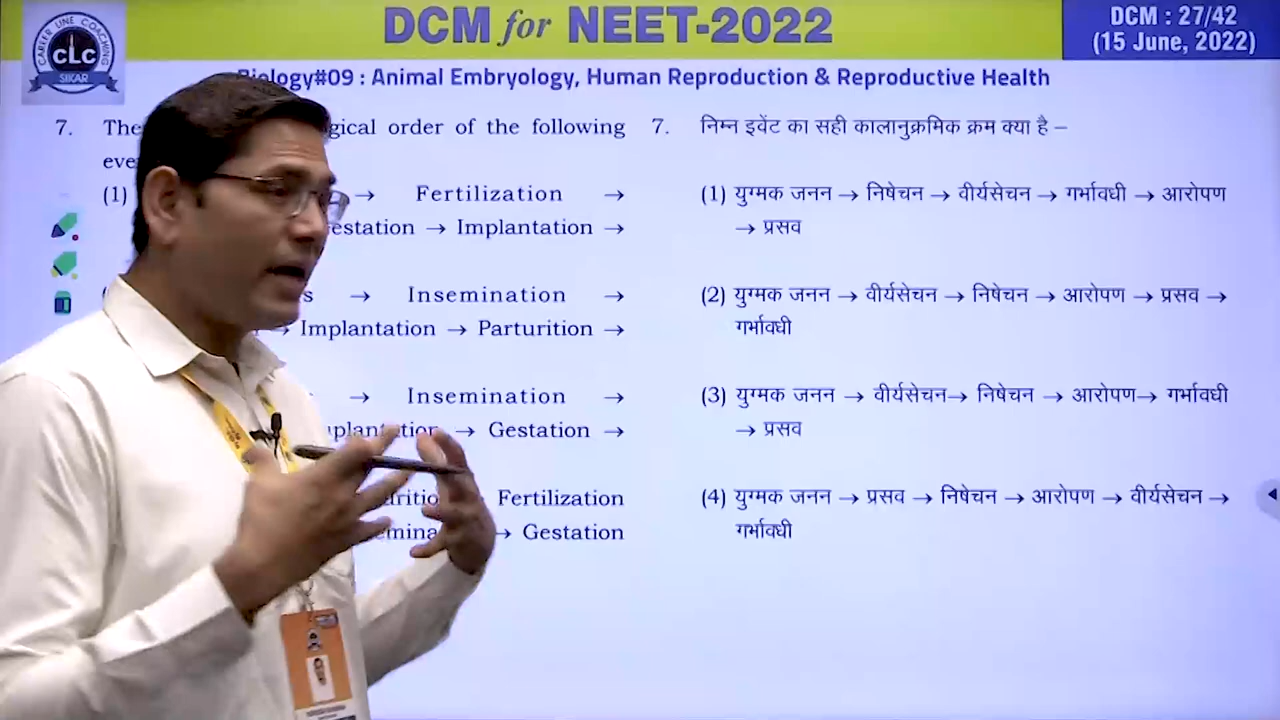 DCM for NEET-2022
DCM : 27/42
(15 June, 2022)
CAREER LINE COACHING
CLC
SIKAR
Biology#09 : Animal Embryology, Human Reproduction & Reproductive Health
7. The gical order of the following
eve
(1) → Fertilization →
estation → Implantation →
s → Insemination →
→ Implantation → Parturition →
→ Insemination →
plantation → Gestation →
ritio Fertilization
emina → Gestation
7. निम्न इवेंट का सही कालानुक्रमिक क्रम क्या है –
(1) युग्मक जनन → निषेचन → वीर्यसेचन → गर्भावधी → आरोपण
→ प्रसव
(2) युग्मक जनन → वीर्यसेचन → निषेचन → आरोपण → प्रसव →
गर्भावधी
(3) युग्मक जनन → वीर्यसेचन→ निषेचन → आरोपण→ गर्भावधी
→ प्रसव
(4) युग्मक जनन → प्रसव → निषेचन → आरोपण → वीर्यसेचन →
गर्भावधी